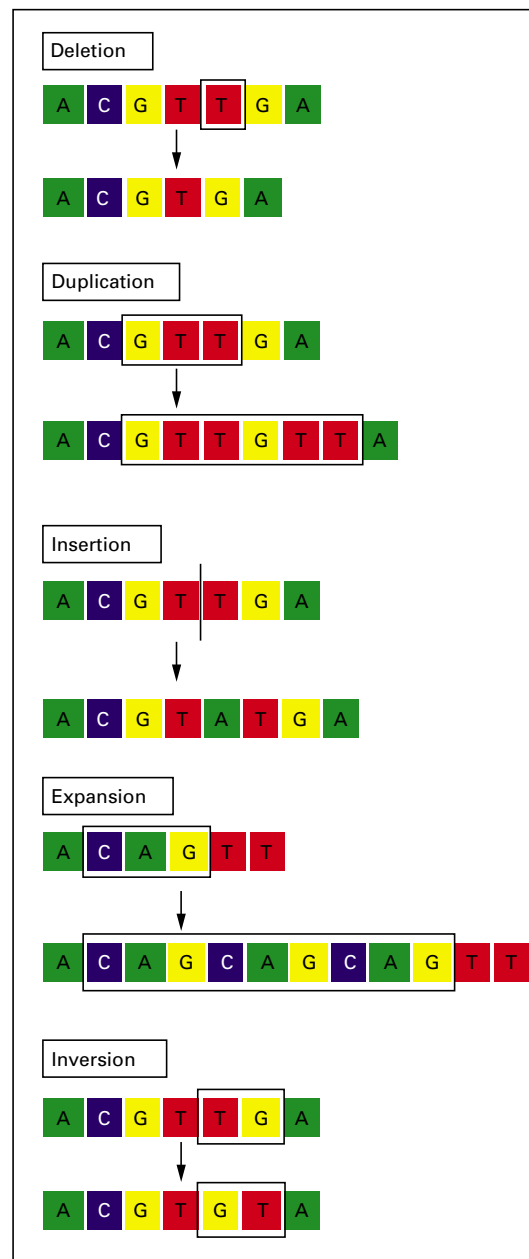 Deletion
A C G T T G A
A C G T G A
Duplication
A C G T T G A
A C G T T G T T A
Insertion
A C G T T G A
A C G T A T G A
Expansion
A C A G T T
A C A G C A G C A G T T
Inversion
A C G T T G A
A C G T G T A